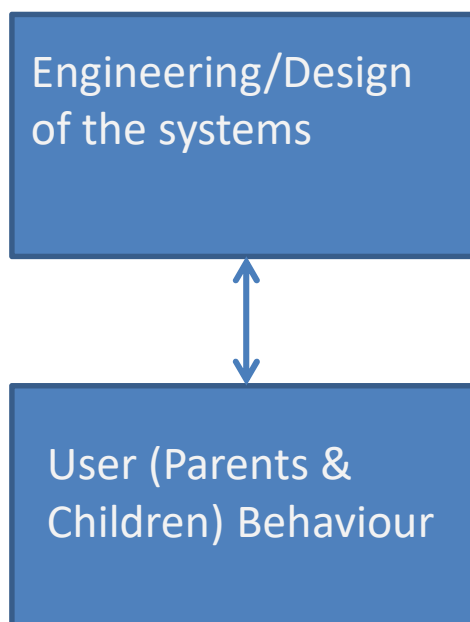 Engineering/Design
of the systems
User (Parents &
Children) Behaviour